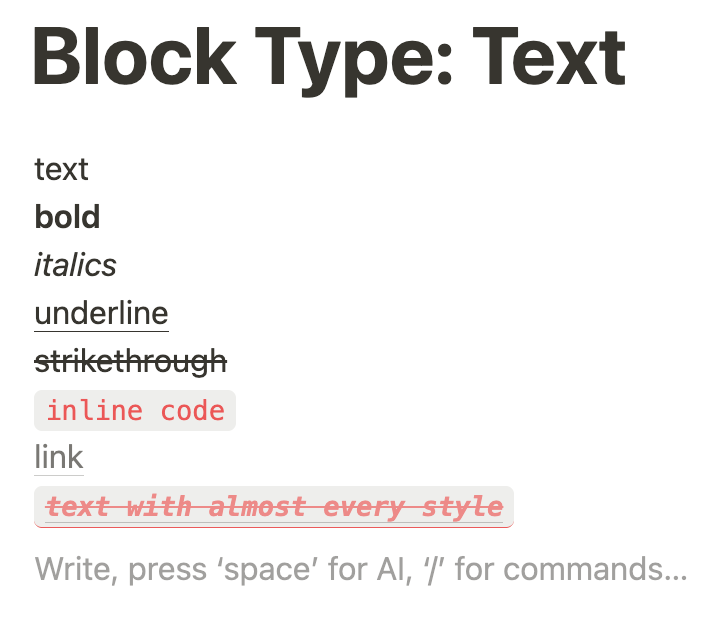 Block Type: Text
text
bold
italics
underline
strikethrough
inline code
link
text with almost every style
Write, press ‘space’ for AI, ‘/’ for commands...